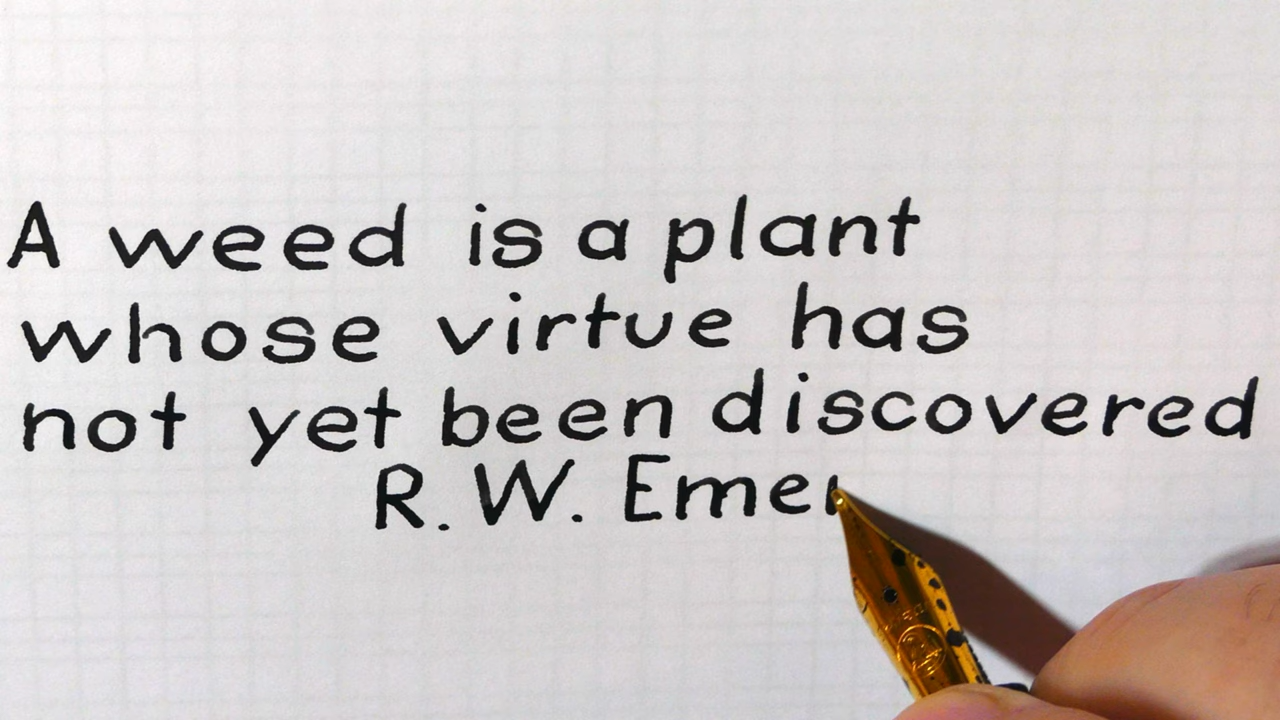 A weed is a plant
whose virtue has
not yet been discovered
R. W. Emer